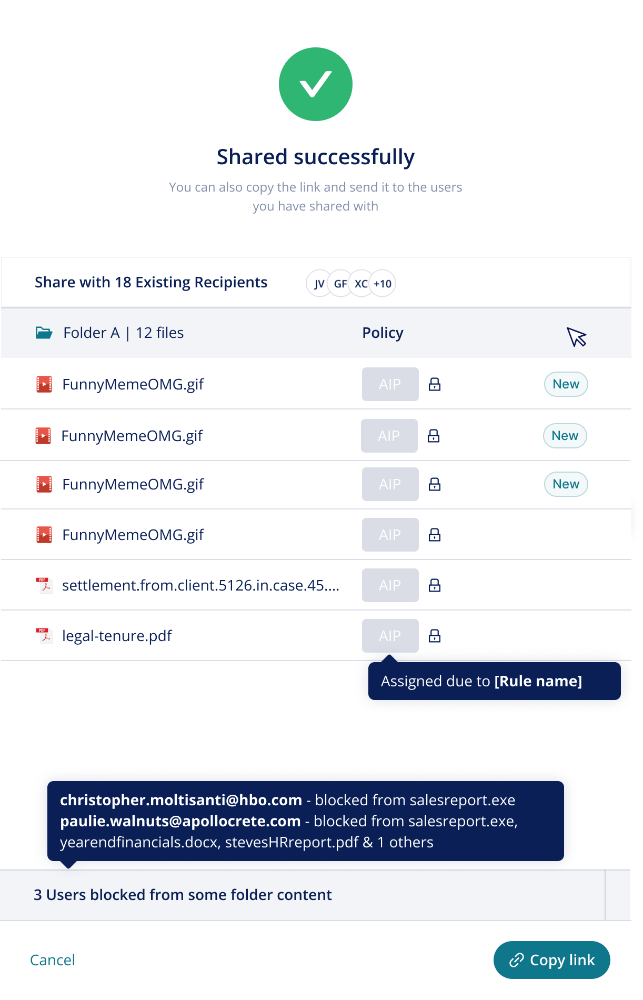 Shared successfully
You can also copy the link and send it to the users
you have shared with
Share with 18 Existing Recipients JV GF XC +10
Folder A | 12 files Policy
FunnyMemeOMG.gif AIP New
FunnyMemeOMG.gif AIP New
FunnyMemeOMG.gif AIP New
FunnyMemeOMG.gif AIP
PDF settlement.from.client.5126.in.case.45.... AIP
PDF legal-tenure.pdf AIP
Assigned due to [Rule name]
christopher.moltisanti@hbo.com - blocked from salesreport.exe
paulie.walnuts@apollocrete.com - blocked from salesreport.exe,
yearendfinancials.docx, stevesHRreport.pdf & 1 others
3 Users blocked from some folder content
Cancel Copy link